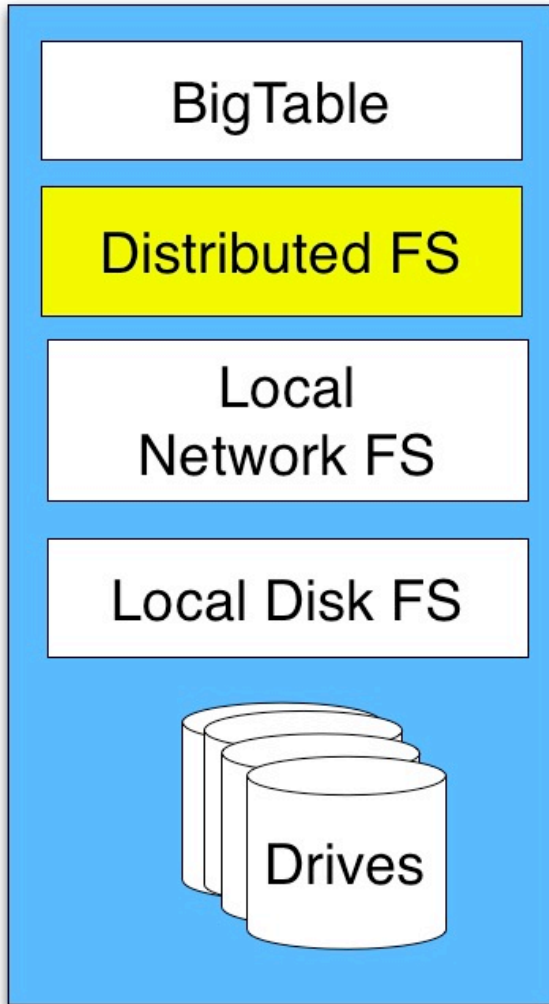 BigTable
Distributed FS
Local
Network FS
Local Disk FS
Drives